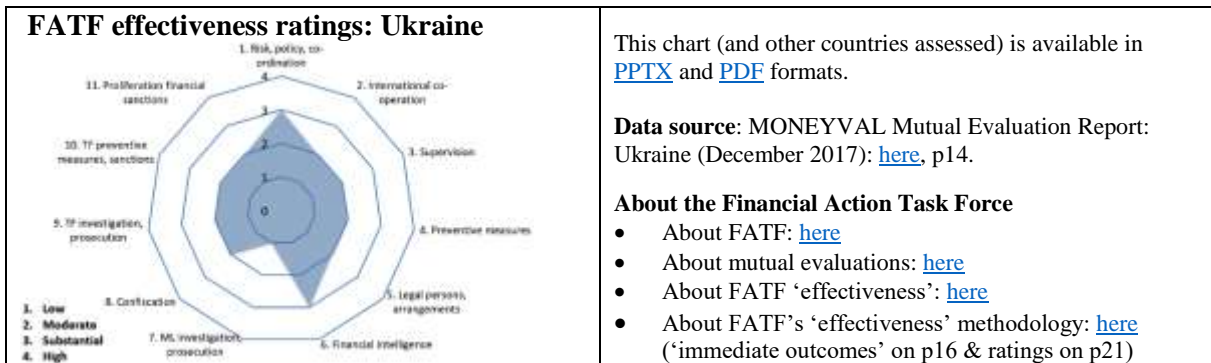 FATF effectiveness ratings: Ukraine
1. Risk, policy, co-
ordination
2. International co-
operation
3. Supervision
4. Preventive measures
5. Legal persons,
arrangements
6. Financial intelligence
7. ML investigation,
prosecution
8. Confiscation
9. TF investigation,
prosecution
10. TF preventive
measures, sanctions
11. Proliferation financial
sanctions
4
3
2
1
0
1. Low
2. Moderate
3. Substantial
4. High
This chart (and other countries assessed) is available in
PPTX and PDF formats.
Data source: MONEYVAL Mutual Evaluation Report:
Ukraine (December 2017): here, p14.
About the Financial Action Task Force
• About FATF: here
• About mutual evaluations: here
• About FATF ‘effectiveness’: here
• About FATF’s ‘effectiveness’ methodology: here
(‘immediate outcomes’ on p16 & ratings on p21)